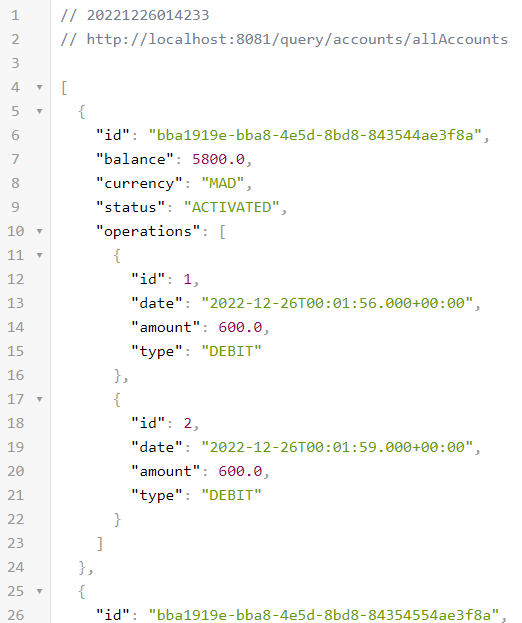 1 // 20221226014233
2 // http://localhost:8081/query/accounts/allAccounts
3
4 ▾ [
5 ▾ {
6 "id": "bba1919e-bba8-4e5d-8bd8-843544ae3f8a",
7 "balance": 5800.0,
8 "currency": "MAD",
9 "status": "ACTIVATED",
10 ▾ "operations": [
11 ▾ {
12 "id": 1,
13 "date": "2022-12-26T00:01:56.000+00:00",
14 "amount": 600.0,
15 "type": "DEBIT"
16 },
17 ▾ {
18 "id": 2,
19 "date": "2022-12-26T00:01:59.000+00:00",
20 "amount": 600.0,
21 "type": "DEBIT"
22 }
23 ]
24 },
25 ▾ {
26 "id": "bba1919e-bba8-4e5d-8bd8-84354554ae3f8a",